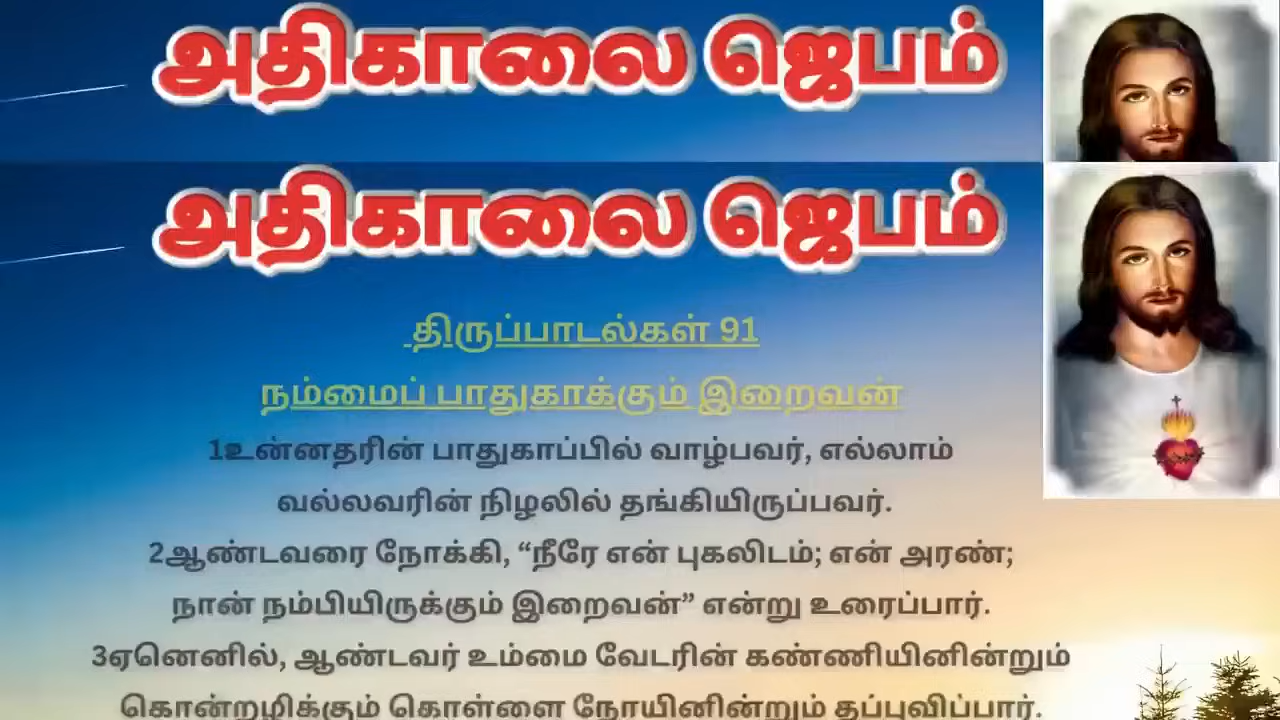 அதிகாலை ஜெபம்
அதிகாலை ஜெபம்
திருப்பாடல்கள் 91
நம்மைப் பாதுகாக்கும் இறைவன்
1உன்னதரின் பாதுகாப்பில் வாழ்பவர், எல்லாம்
வல்லவரின் நிழலில் தங்கியிருப்பவர்.
2ஆண்டவரை நோக்கி, “நீரே என் புகலிடம்; என் அரண்;
நான் நம்பியிருக்கும் இறைவன்” என்று உரைப்பார்.
3ஏனெனில், ஆண்டவர் உம்மை வேடரின் கண்ணியினின்றும்
கொன்றழிக்கும் கொள்ளை நோயினின்றும் தப்புவிப்பார்.